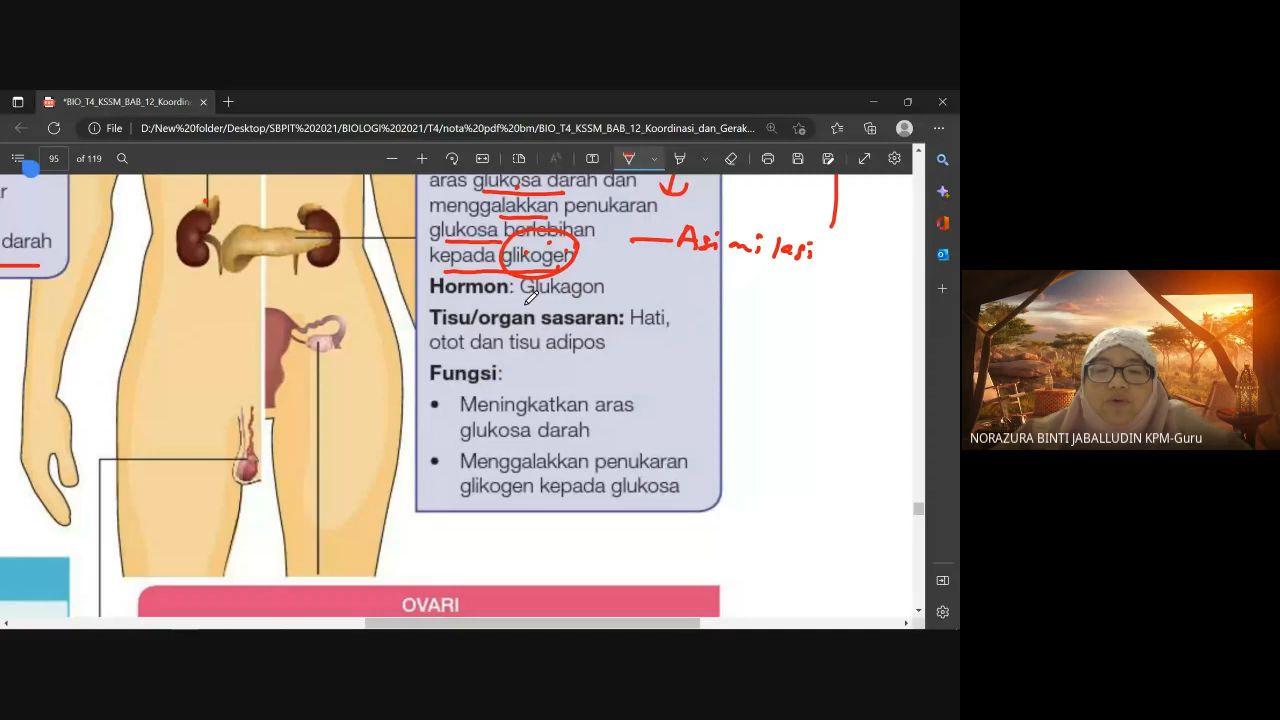 *BIO_T4_KSSM_BAB_12_Koordin
File
D:/New%20folder/Desktop/SBPIT%202021/BIOLOGI%202021/T4/nota%20pdf%20bm/BIO_T4_KSSM_BAB_12_Koordinasi_dan_Gerak...
95 of 119
darah
aras glukosa darah dan
menggalakkan penukaran
glukosa berlebihan
kepada glikogen
Asimilasi
Hormon: Glukagon
Tisu/organ sasaran: Hati,
otot dan tisu adipos
Fungsi:
• Meningkatkan aras
glukosa darah
• Menggalakkan penukaran
glikogen kepada glukosa
OVARI
NORAZURA BINTI JABALLUDIN KPM-Guru